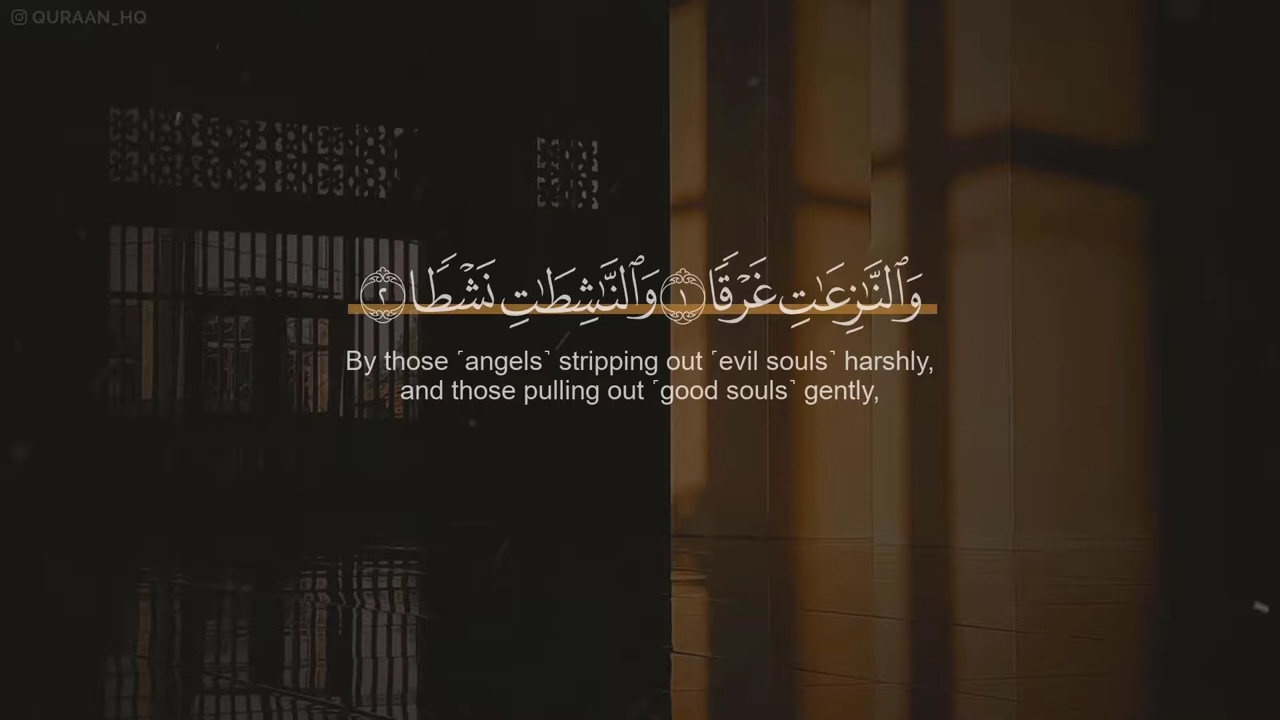 QURAAN_HQ
وَٱلنَّـٰزِعَـٰتِ غَرْقًا ١ وَٱلنَّـٰشِطَـٰتِ نَشْطًا ٢
By those ˹angels˺ stripping out ˹evil souls˺ harshly,
and those pulling out ˹good souls˺ gently,